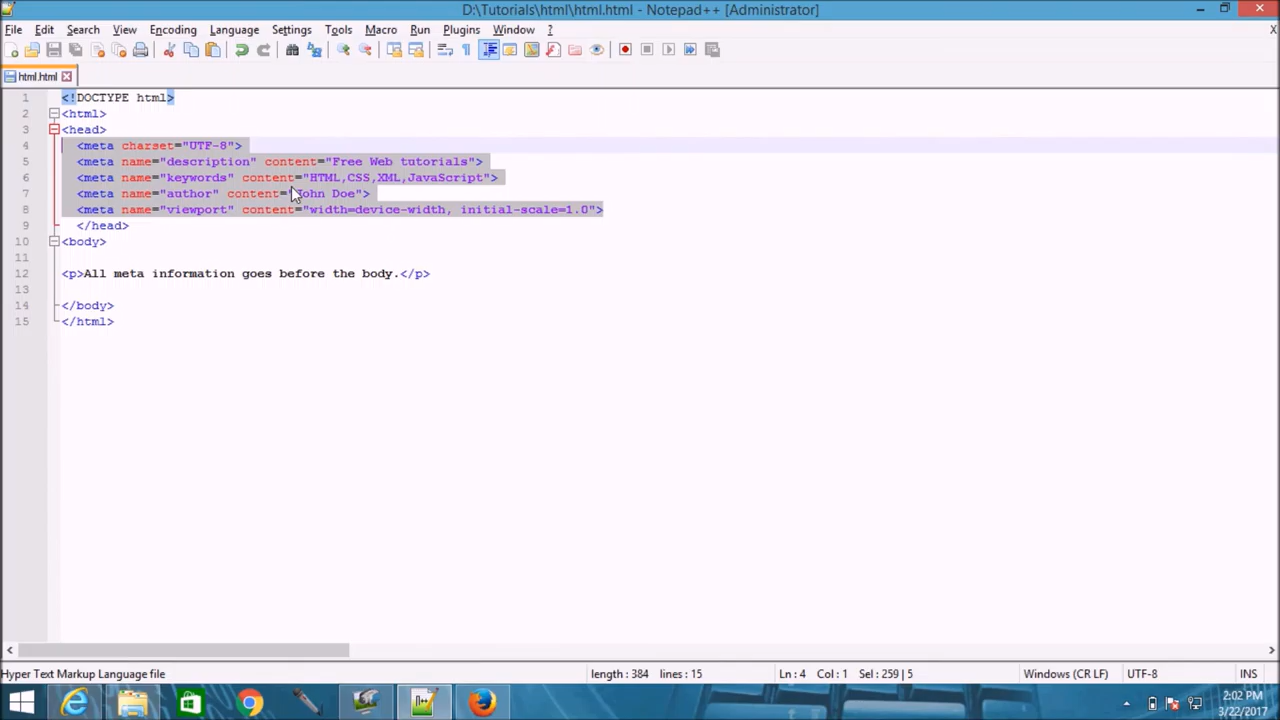 D:\Tutorials\html\html.html - Notepad++ [Administrator]
File Edit Search View Encoding Language Settings Tools Macro Run Plugins Window ? X
html.html
1 <!DOCTYPE html>
2 <html>
3 <head>
4 <meta charset="UTF-8">
5 <meta name="description" content="Free Web tutorials">
6 <meta name="keywords" content="HTML,CSS,XML,JavaScript">
7 <meta name="author" content="John Doe">
8 <meta name="viewport" content="width=device-width, initial-scale=1.0">
9 </head>
10 <body>
11
12 <p>All meta information goes before the body.</p>
13
14 </body>
15 </html>
Hyper Text Markup Language file length : 384 lines : 15 Ln : 4 Col : 1 Sel : 259 | 5 Windows (CR LF) UTF-8 INS
2:02 PM
3/22/2017